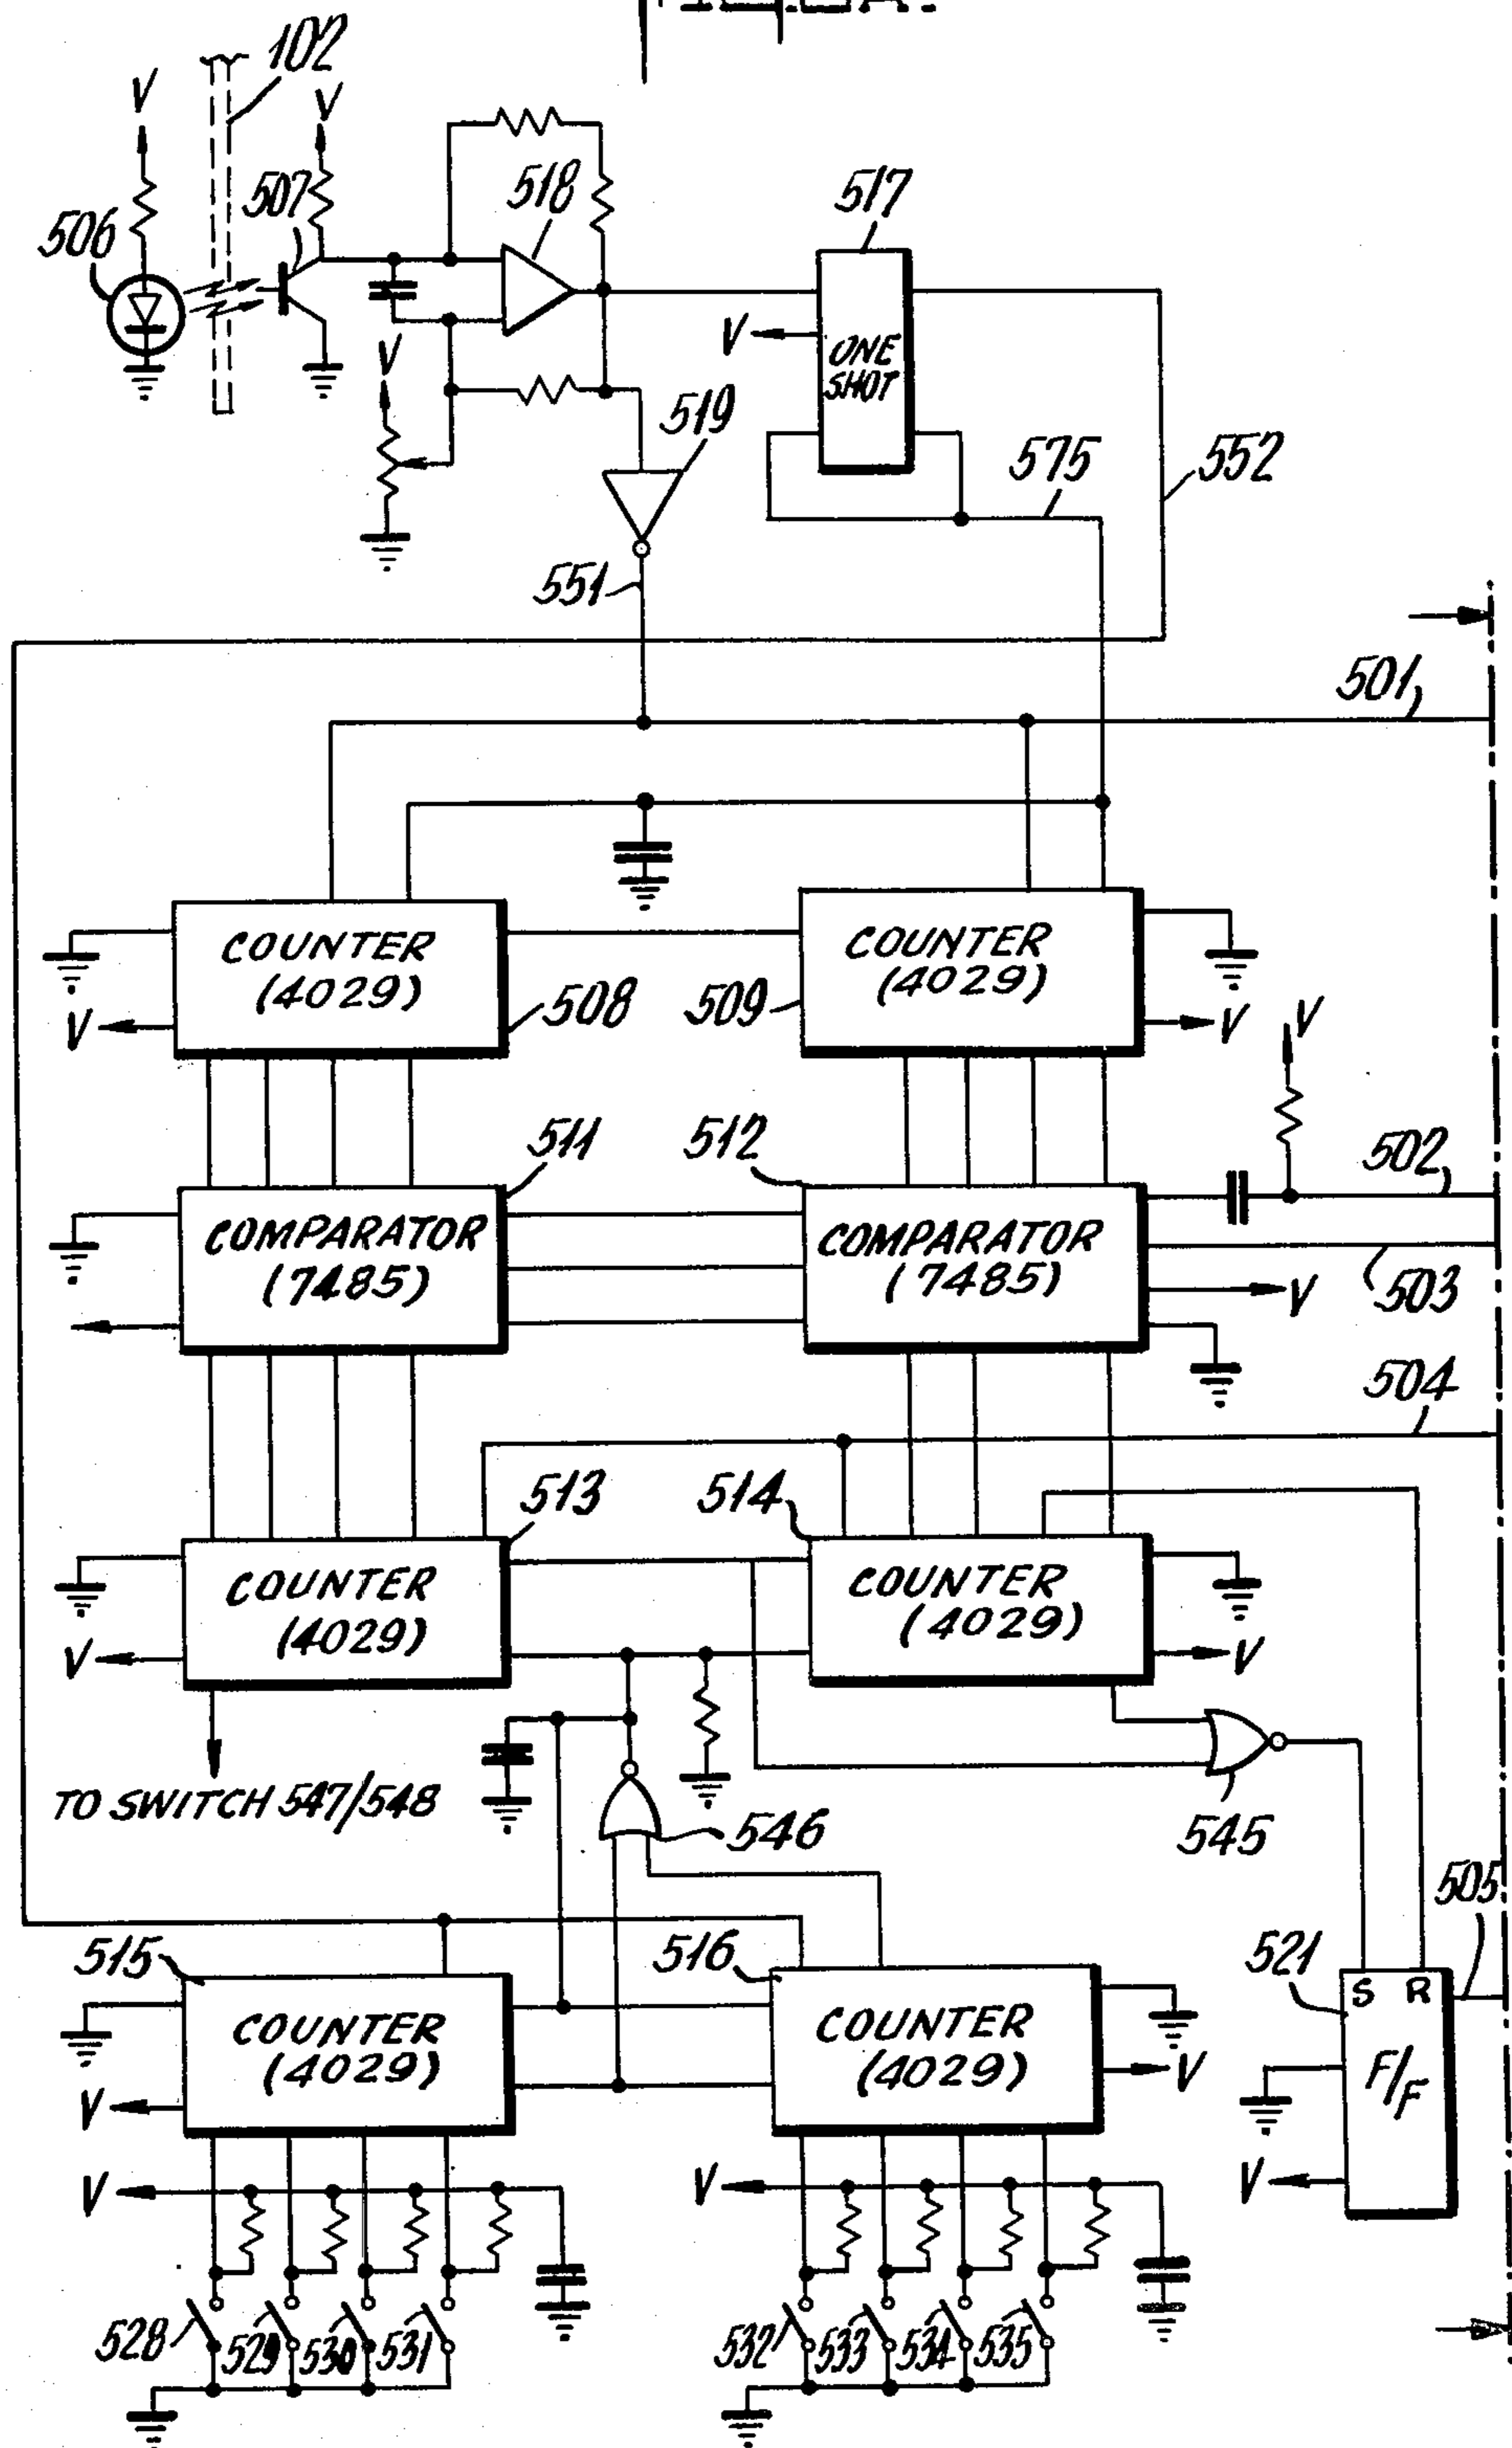 102
V
V
507
518
517
506
V
V
ONE
SHOT
519
575
552
551
501
COUNTER
(4029)
COUNTER
(4029)
508
509
V
V
V
511
512
502
COMPARATOR
(7485)
COMPARATOR
(7485)
V
503
504
513
514
COUNTER
(4029)
COUNTER
(4029)
V
V
TO SWITCH 547/548
546
545
505
515
516
521
S R
COUNTER
(4029)
COUNTER
(4029)
F/F
V
V
V
V
V
528
529
530
531
532
533
534
535